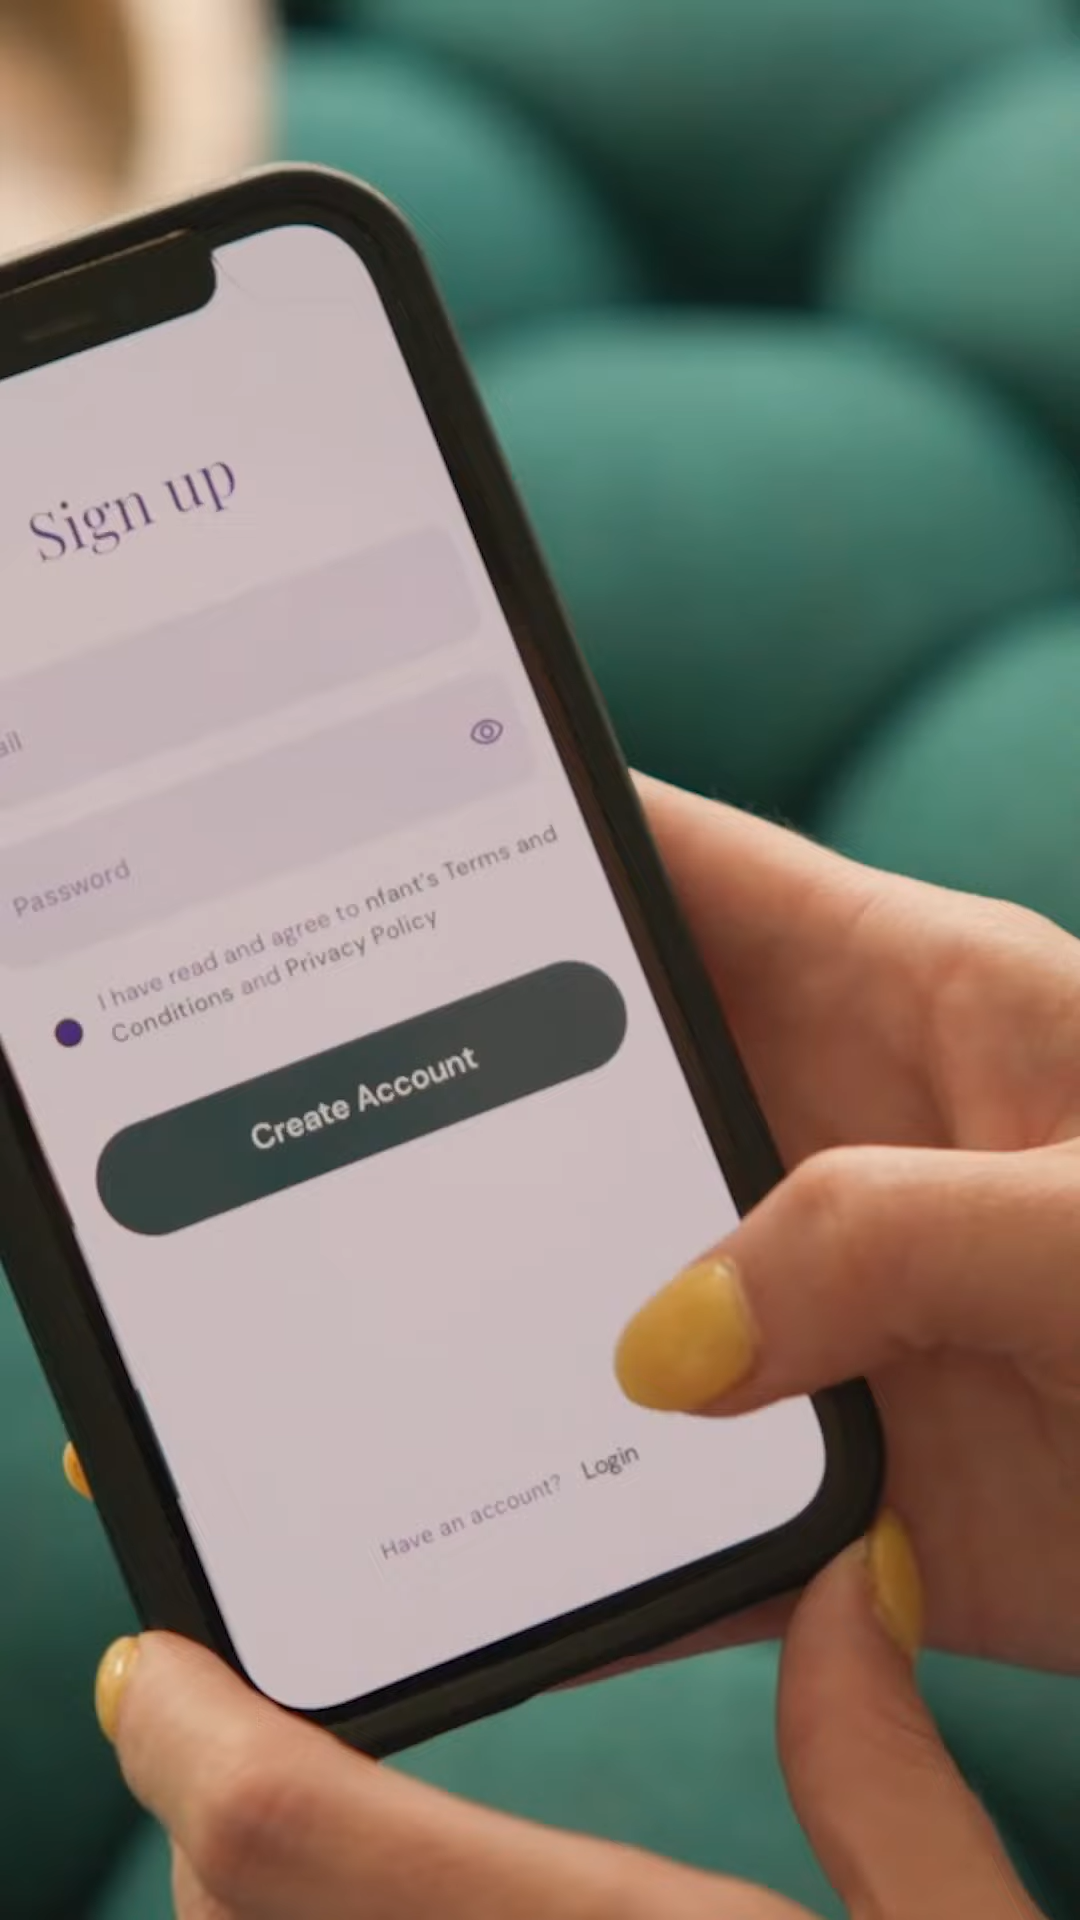 Sign up
ail
Password
I have read and agree to nfant's Terms and
Conditions and Privacy Policy
Create Account
Have an account? Login